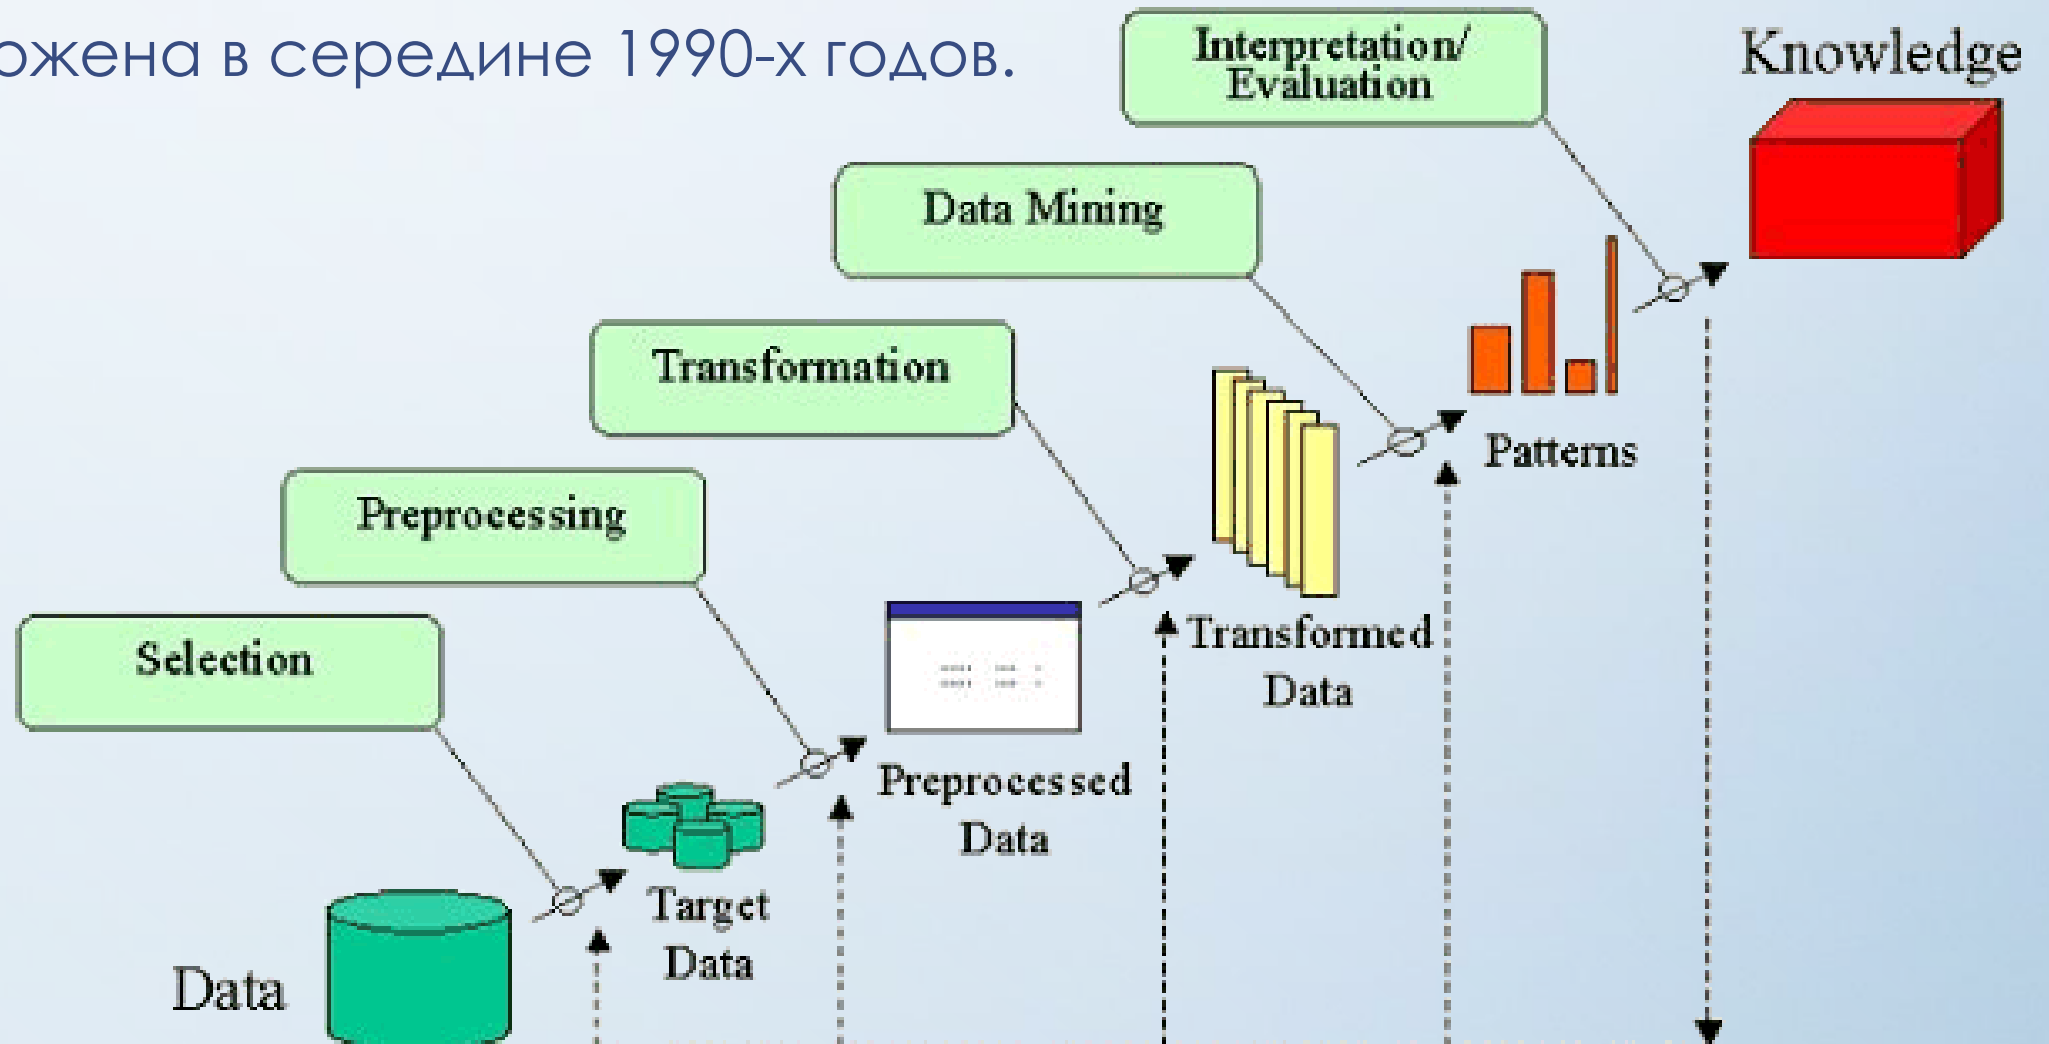 ожена в середине 1990-х годов.
Interpretation/
Evaluation
Knowledge
Data Mining
Transformation
Patterns
Preprocessing
Transformed
Data
Selection
Preprocessed
Data
Target
Data
Data